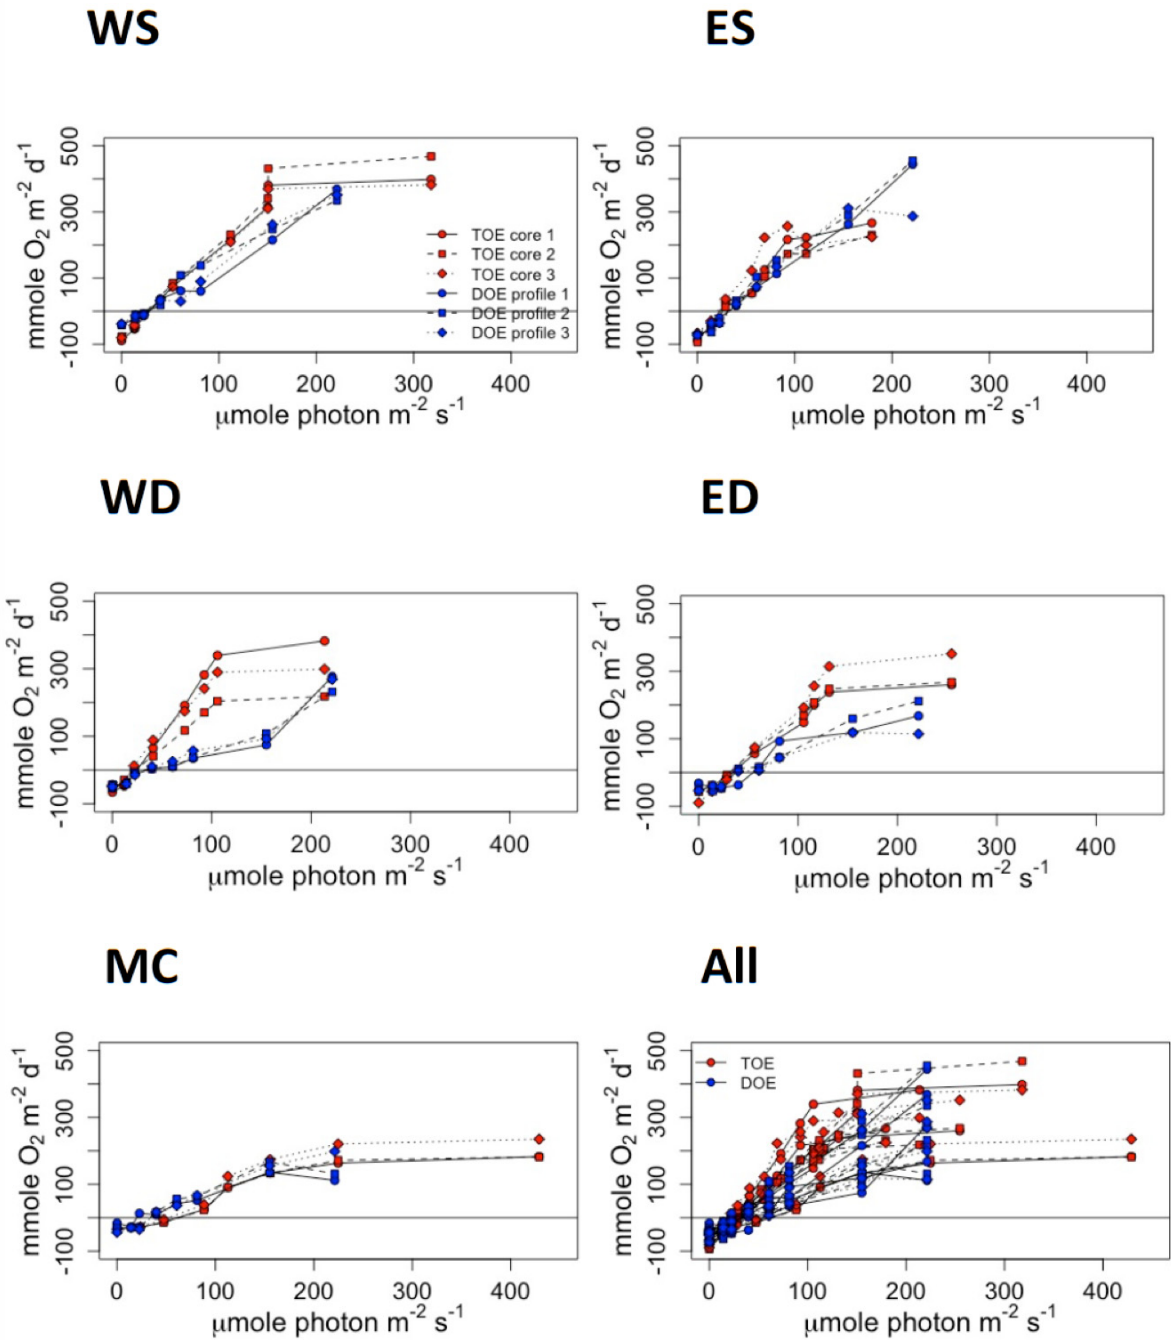 WS
ES
mmole O2 m-2 d-1
500
300
100
-100
TOE core 1
TOE core 2
TOE core 3
DOE profile 1
DOE profile 2
DOE profile 3
0 100 200 300 400
μmole photon m-2 s-1
mmole O2 m-2 d-1
500
300
100
-100
0 100 200 300 400
μmole photon m-2 s-1
WD
ED
mmole O2 m-2 d-1
500
300
100
-100
0 100 200 300 400
μmole photon m-2 s-1
mmole O2 m-2 d-1
500
300
100
-100
0 100 200 300 400
μmole photon m-2 s-1
MC
All
mmole O2 m-2 d-1
500
300
100
-100
0 100 200 300 400
μmole photon m-2 s-1
mmole O2 m-2 d-1
500
300
100
-100
TOE
DOE
0 100 200 300 400
μmole photon m-2 s-1